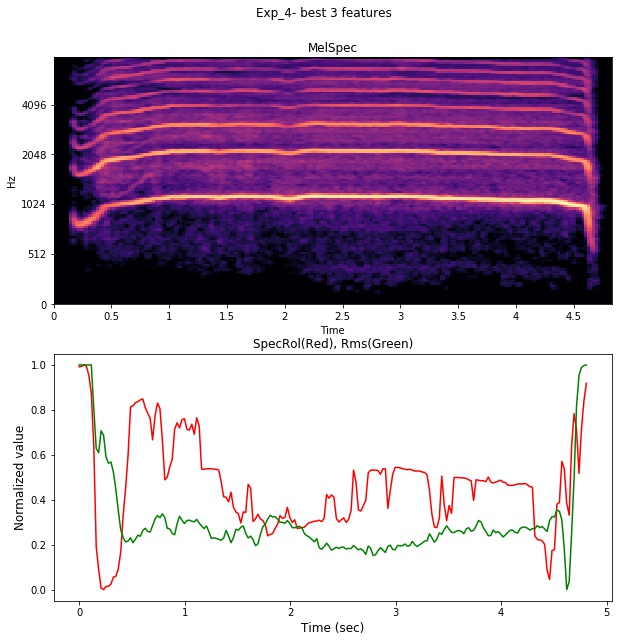 Exp_4- best 3 features
MelSpec
4096
2048
1024
512
0
Hz
0 0.5 1 1.5 2 2.5 3 3.5 4 4.5
Time
SpecRol(Red), Rms(Green)
1.0
0.8
0.6
0.4
0.2
0.0
Normalized value
0 1 2 3 4 5
Time (sec)